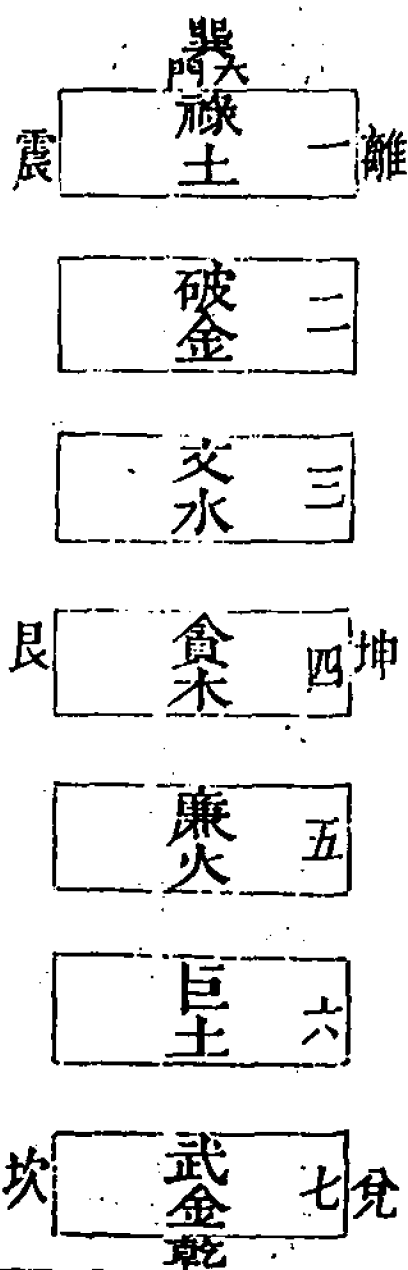 巽
大門
離
一
祿土
震
二
破金
三
文水
坤
四
貪木
艮
五
廉火
六
巨土
兌
七
武金
坎
乾